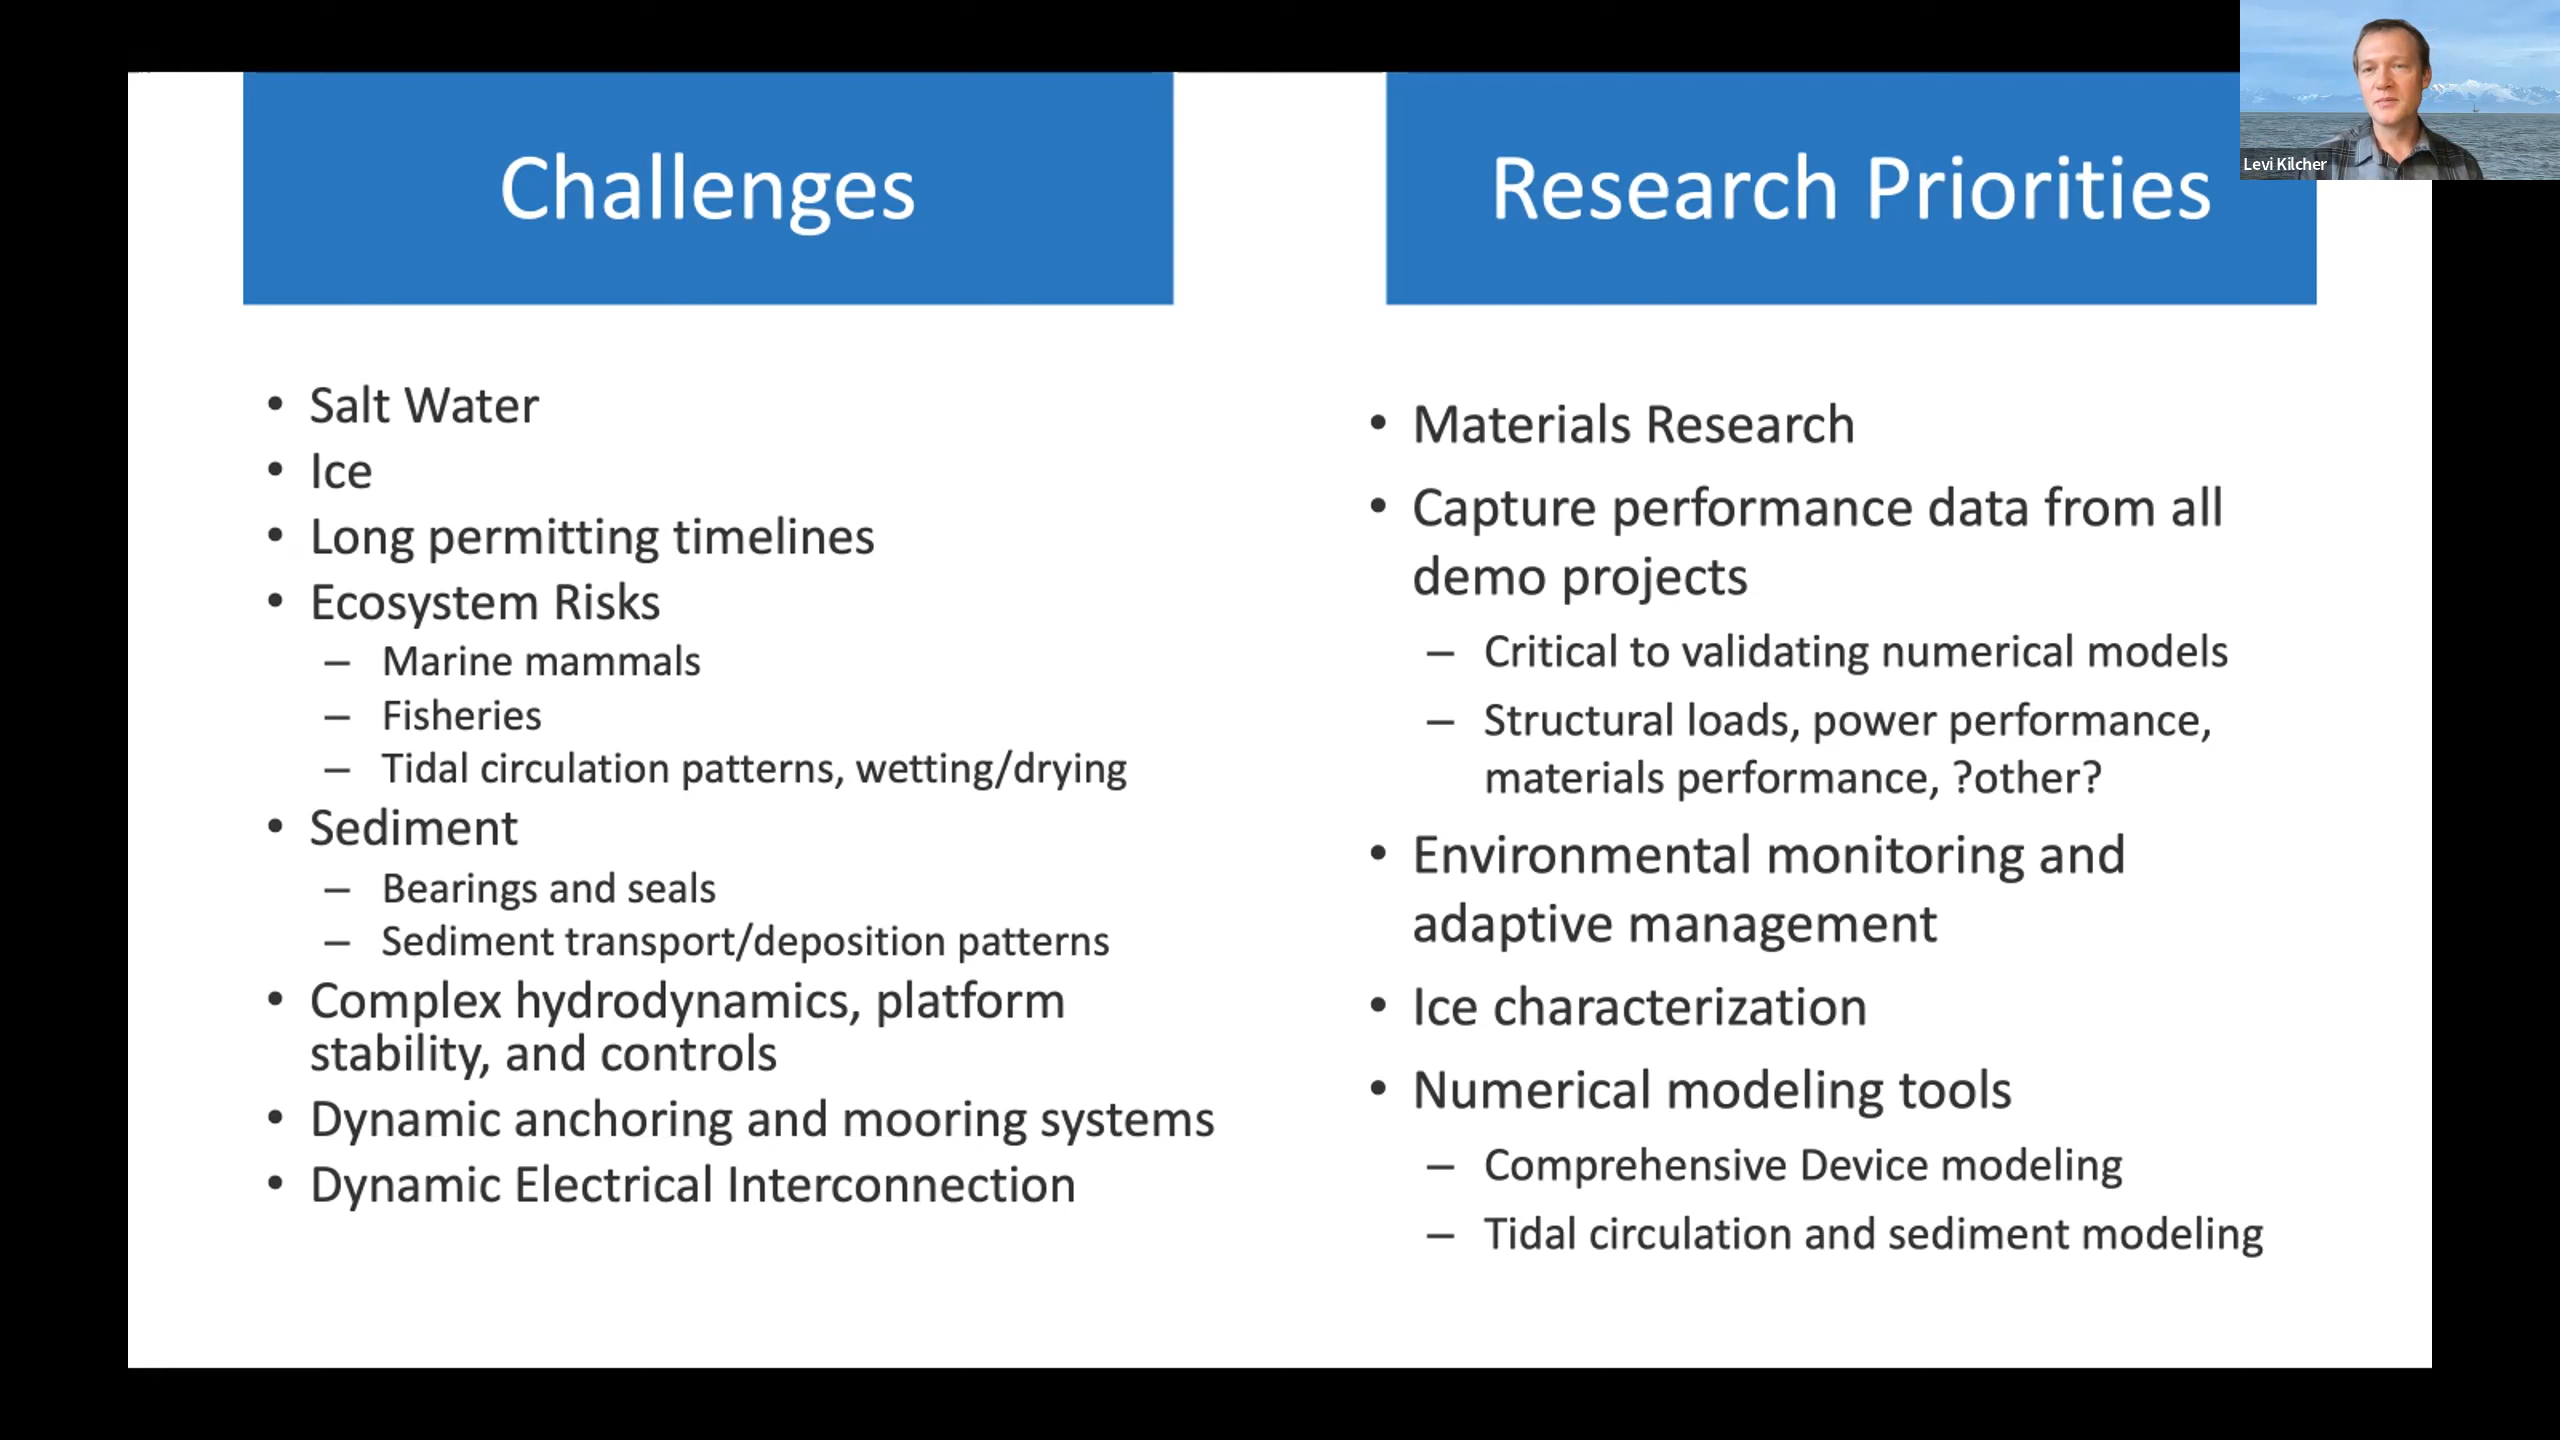 Challenges
• Salt Water
• Ice
• Long permitting timelines
• Ecosystem Risks
– Marine mammals
– Fisheries
– Tidal circulation patterns, wetting/drying
• Sediment
– Bearings and seals
– Sediment transport/deposition patterns
• Complex hydrodynamics, platform
stability, and controls
• Dynamic anchoring and mooring systems
• Dynamic Electrical Interconnection
Research Priorities
• Materials Research
• Capture performance data from all
demo projects
– Critical to validating numerical models
– Structural loads, power performance,
materials performance, ?other?
• Environmental monitoring and
adaptive management
• Ice characterization
• Numerical modeling tools
– Comprehensive Device modeling
– Tidal circulation and sediment modeling
Levi Kilcher